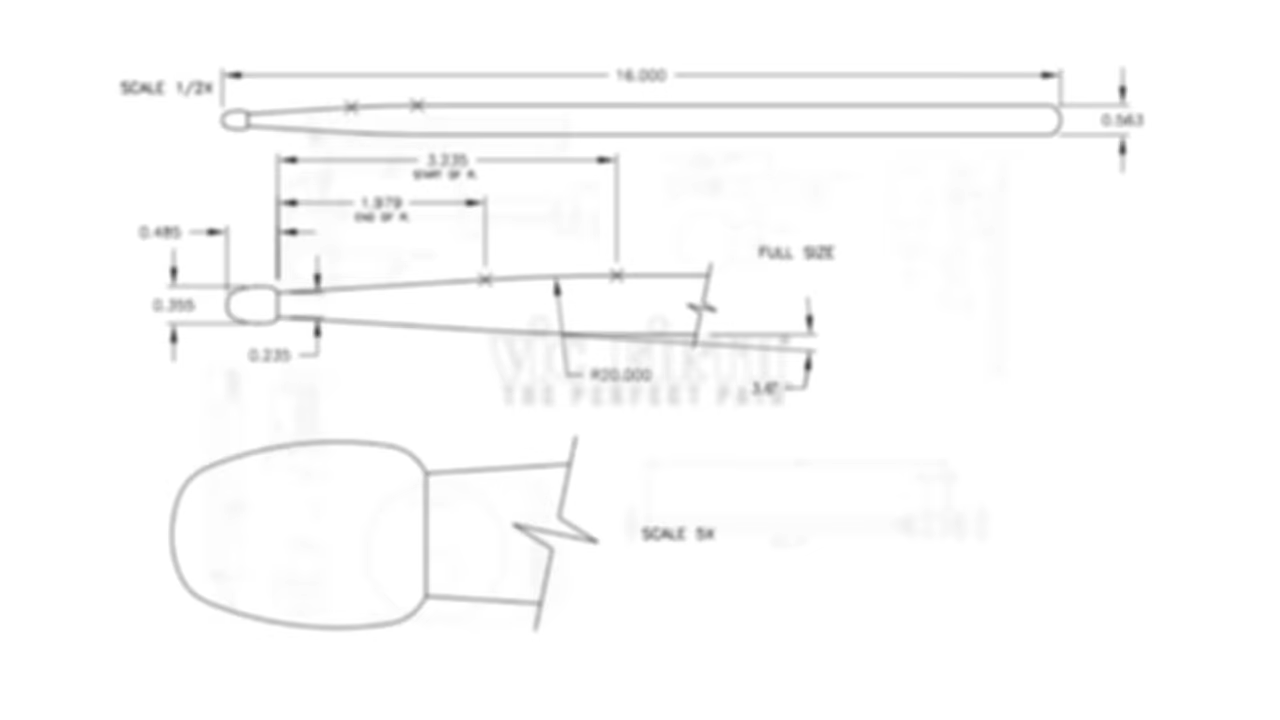 16.000
SCALE 1/2X
0.563
3.235
START OF R.
1.979
END OF R.
0.485
FULL SIZE
0.355
0.235
R20.000
THE PERFECT PAIR
SCALE 5X